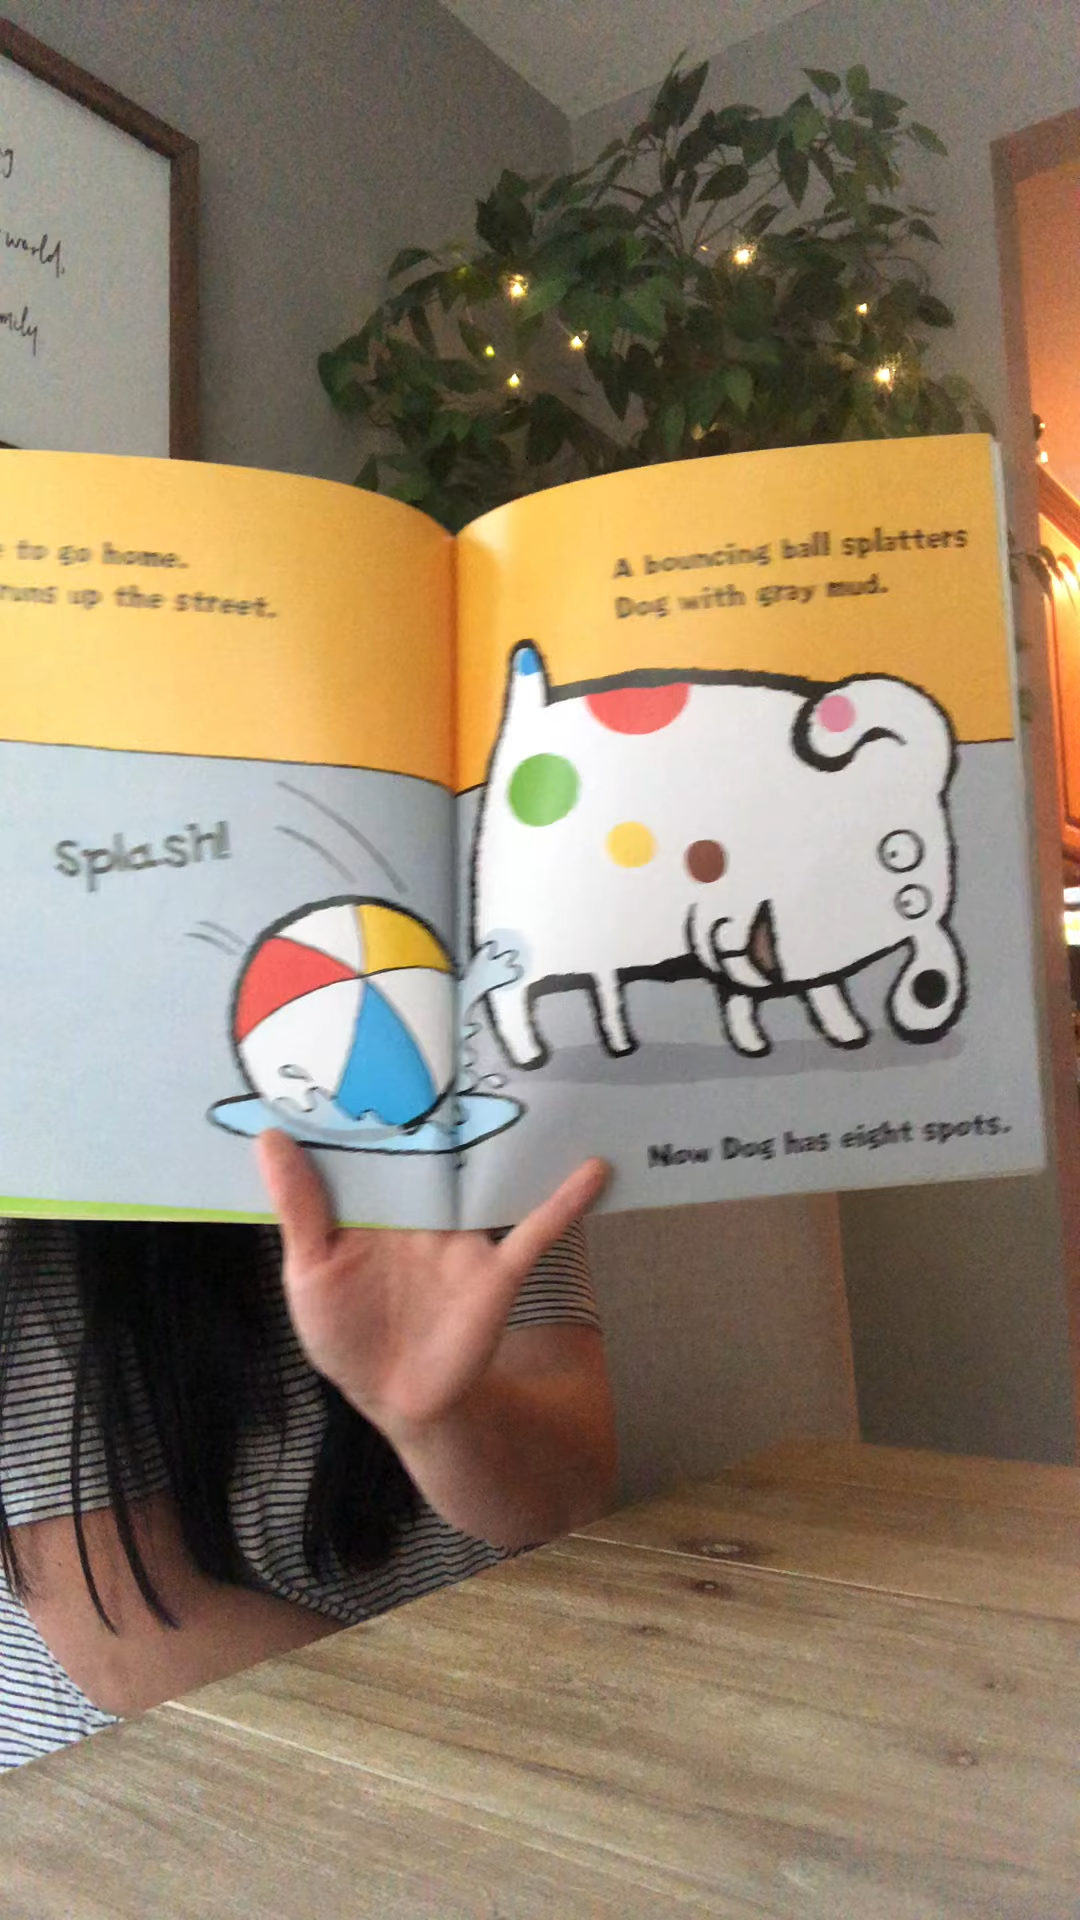 world.
to go home.
runs up the street.
Splash!
A bouncing ball splatters
Dog with gray mud.
Now Dog has eight spots.